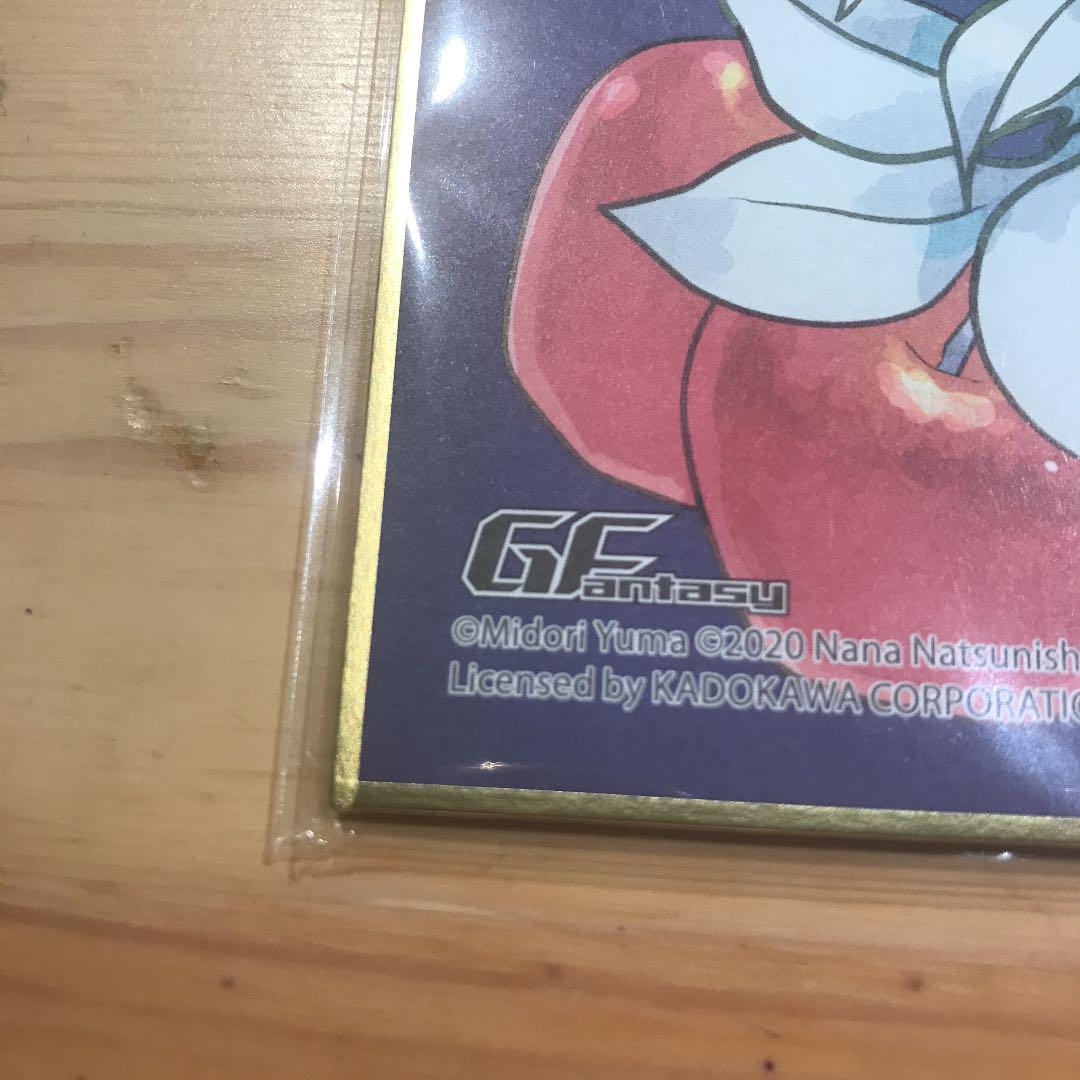 GFantasy
©Midori Yuma ©2020 Nana Natsunish
Licensed by KADOKAWA CORPORATIO